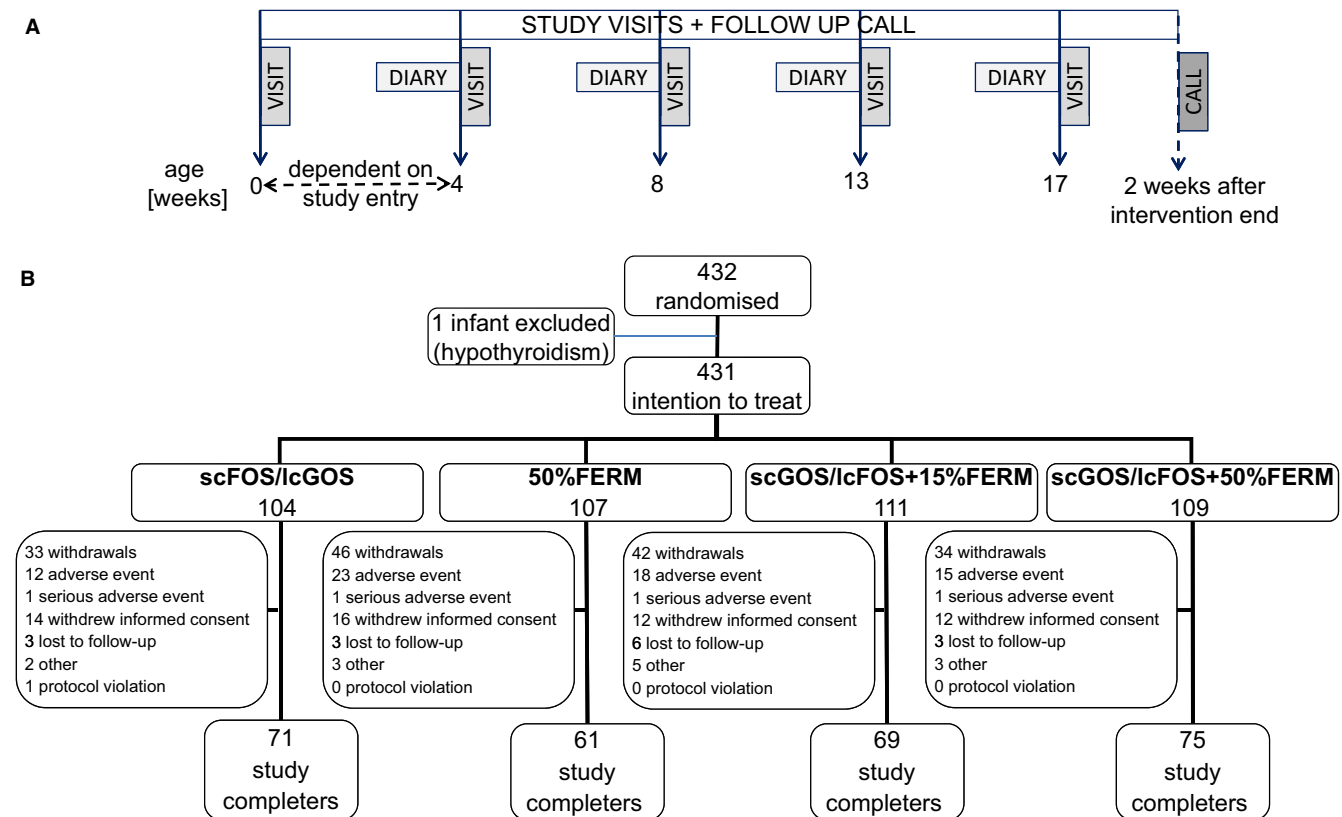 A
STUDY VISITS + FOLLOW UP CALL
VISIT
DIARY
VISIT
DIARY
VISIT
DIARY
VISIT
DIARY
VISIT
CALL
age
[weeks]
0
dependent on
study entry
4
8
13
17
2 weeks after
intervention end
B
432
randomised
1 infant excluded
(hypothyroidism)
431
intention to treat
scFOS/lcGOS
104
50%FERM
107
scGOS/lcFOS+15%FERM
111
scGOS/lcFOS+50%FERM
109
33 withdrawals
12 adverse event
1 serious adverse event
14 withdrew informed consent
3 lost to follow-up
2 other
1 protocol violation
46 withdrawals
23 adverse event
1 serious adverse event
16 withdrew informed consent
3 lost to follow-up
3 other
0 protocol violation
42 withdrawals
18 adverse event
1 serious adverse event
12 withdrew informed consent
6 lost to follow-up
5 other
0 protocol violation
34 withdrawals
15 adverse event
1 serious adverse event
12 withdrew informed consent
3 lost to follow-up
3 other
0 protocol violation
71
study
completers
61
study
completers
69
study
completers
75
study
completers